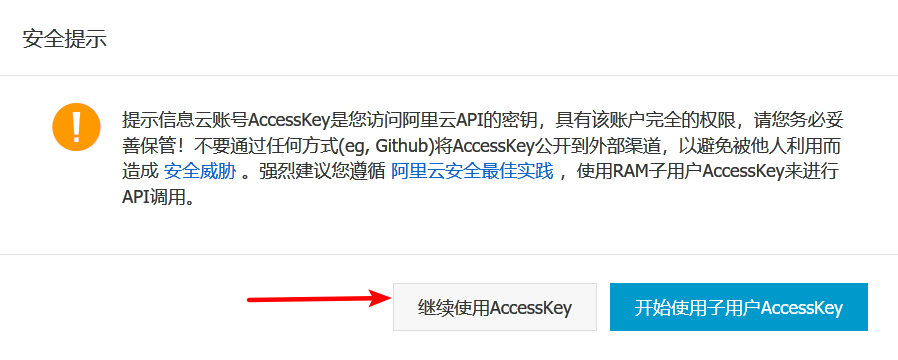 安全提示
提示信息云账号AccessKey是您访问阿里云API的密钥，具有该账户完全的权限，请您务必妥
善保管！不要通过任何方式(eg, Github)将AccessKey公开到外部渠道，以避免被他人利用而
造成 安全威胁 。强烈建议您遵循 阿里云安全最佳实践 ，使用RAM子用户AccessKey来进行
API调用。
继续使用AccessKey
开始使用子用户AccessKey